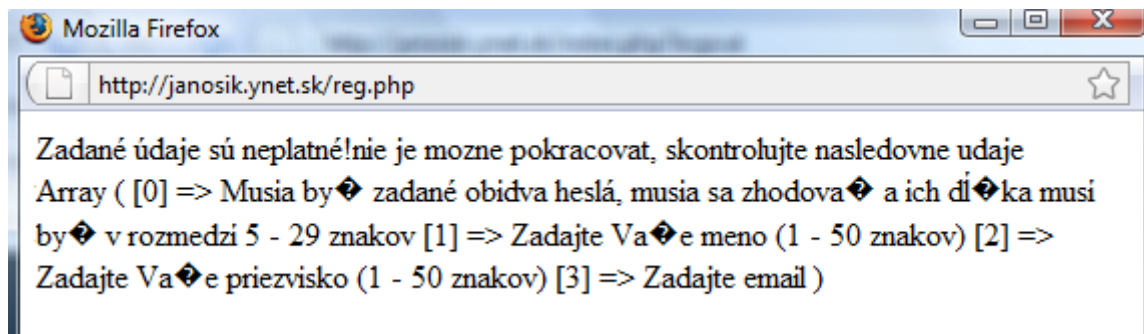 Mozilla Firefox
http://janosik.ynet.sk/reg.php
Zadané údaje sú neplatné!nie je mozne pokracovat, skontrolujte nasledovne udaje
Array ( [0] => Musia by� zadané obidva heslá, musia sa zhodova� a ich dĺ�ka musí
by� v rozmedzí 5 - 29 znakov [1] => Zadajte Va�e meno (1 - 50 znakov) [2] =>
Zadajte Va�e priezvisko (1 - 50 znakov) [3] => Zadajte email )